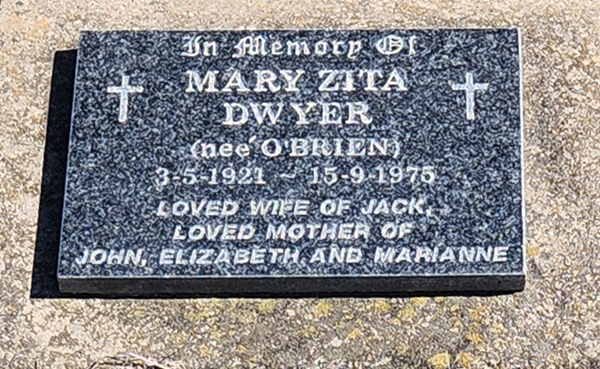 In Memory Of
MARY ZITA
DWYER
(neé O'BRIEN)
3-5-1921 ~ 15-9-1975
LOVED WIFE OF JACK,
LOVED MOTHER OF
JOHN, ELIZABETH AND MARIANNE